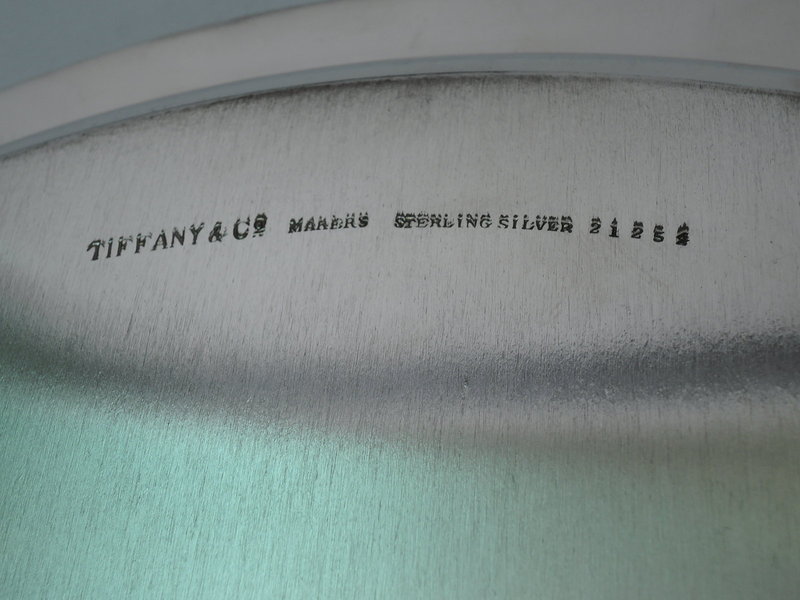 TIFFANY & Co MAKERS STERLING SILVER 21254